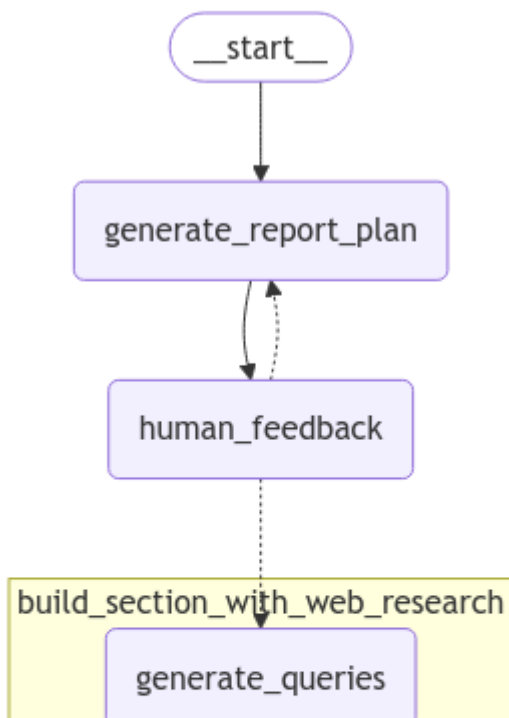 __start__
generate_report_plan
human_feedback
build_section_with_web_research
generate_queries